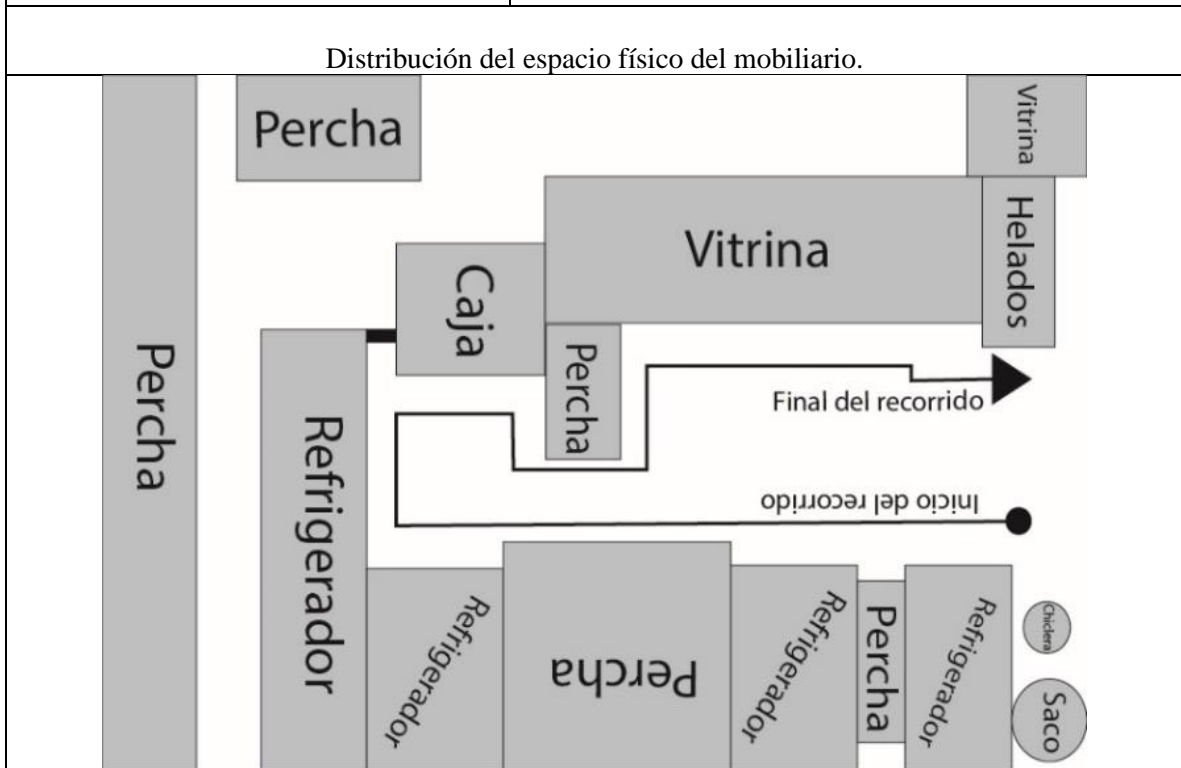 Distribución del espacio físico del mobiliario.
Percha
Vitrina
Percha
Vitrina
Helados
Caja
Percha
Percha
Refrigerador
Final del recorrido
Inicio del recorrido
Refrigerador
Percha
Refrigerador
Percha
Refrigerador
Chiclera
Saco